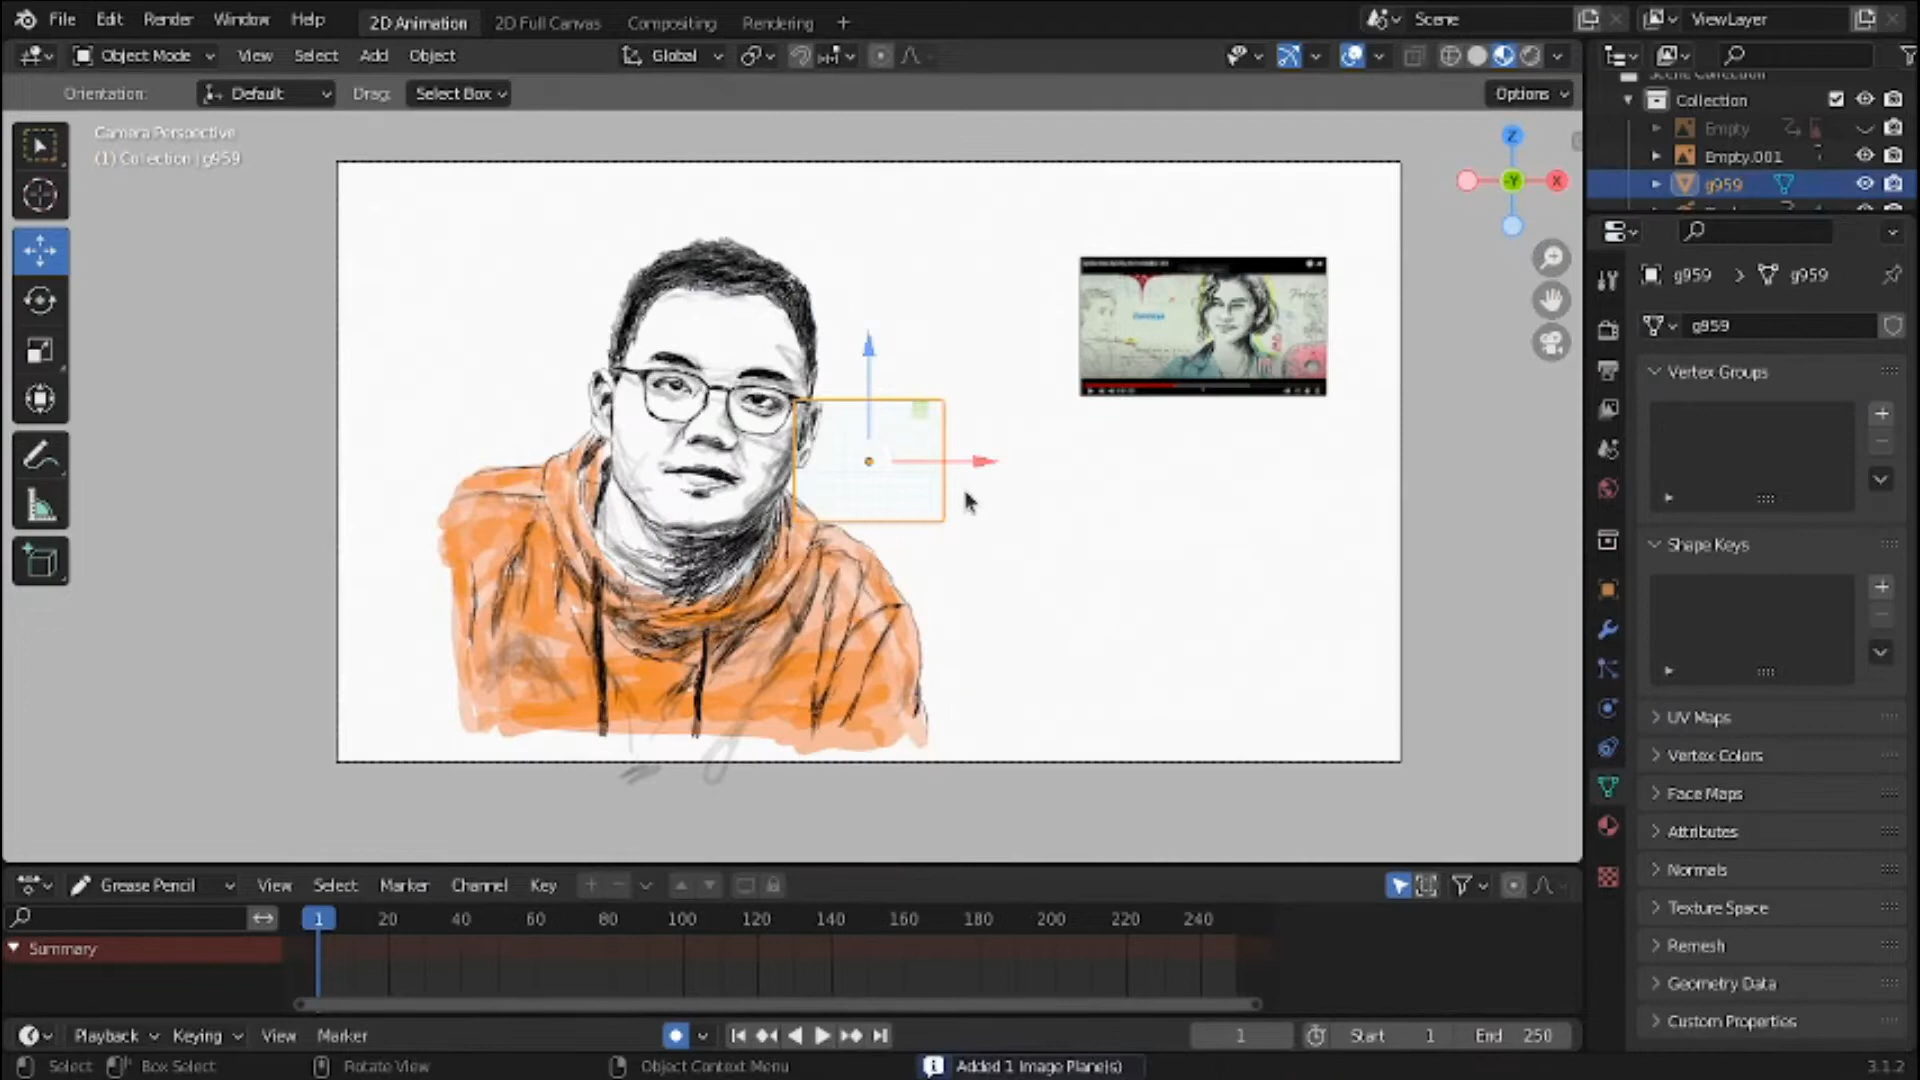 File Edit Render Window Help 2D Animation 2D Full Canvas Compositing Rendering + Scene ViewLayer
Object Mode View Select Add Object Global
Orientation: Default Drag: Select Box Options
Camera Perspective
(1) Collection | g959
Scene Collection
Collection
Empty
Empty.001
g959
Z
-Y X
g959 > g959
g959
Vertex Groups
Shape Keys
UV Maps
Vertex Colors
Face Maps
Attributes
Normals
Texture Space
Remesh
Geometry Data
Custom Properties
Grease Pencil View Select Marker Channel Key
1 20 40 60 80 100 120 140 160 180 200 220 240
Summary
Playback Keying View Marker 1 Start 1 End 250
Select Box Select Rotate View Object Context Menu Added 1 Image Plane(s) 3.1.2